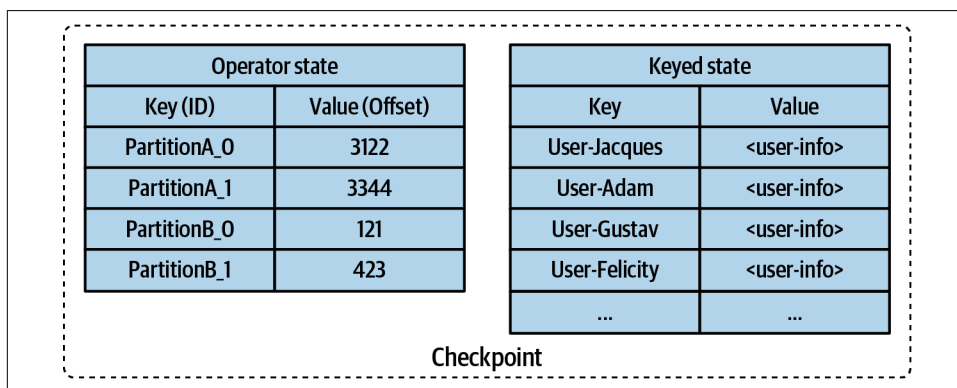 Operator state
Key (ID) Value (Offset)
PartitionA_0 3122
PartitionA_1 3344
PartitionB_0 121
PartitionB_1 423
Keyed state
Key Value
User-Jacques <user-info>
User-Adam <user-info>
User-Gustav <user-info>
User-Felicity <user-info>
... ...
Checkpoint